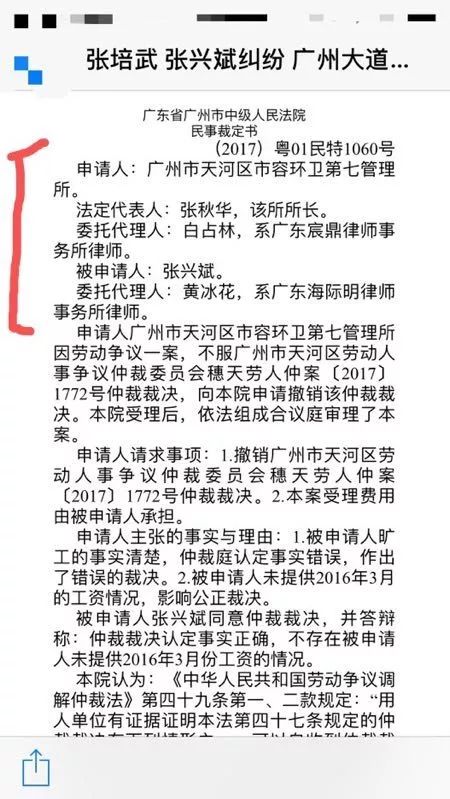 张培武 张兴斌纠纷 广州大道...
广东省广州市中级人民法院
民事裁定书
（2017）粤01民特1060号
申请人：广州市天河区市容环卫第七管理
所。
法定代表人：张秋华，该所所长。
委托代理人：白占林，系广东宸鼎律师事
务所律师。
被申请人：张兴斌。
委托代理人：黄冰花，系广东海际明律师
事务所律师。
申请人广州市天河区市容环卫第七管理所
因劳动争议一案，不服广州市天河区劳动人
事争议仲裁委员会穗天劳人仲案〔2017〕
1772号仲裁裁决，向本院申请撤销该仲裁裁
决。本院受理后，依法组成合议庭审理了本
案。
申请人请求事项：1.撤销广州市天河区劳
动人事争议仲裁委员会穗天劳人仲案
〔2017〕1772号仲裁裁决。2.本案受理费用
由被申请人承担。
申请人主张的事实与理由：1.被申请人旷
工的事实清楚，仲裁庭认定事实错误，作出
了错误的裁决。2.被申请人未提供2016年3月
的工资情况，影响公正裁决。
被申请人张兴斌同意仲裁裁决，并答辩
称：仲裁裁决认定事实正确，不存在被申请
人未提供2016年3月份工资的情况。
本院认为：《中华人民共和国劳动争议调
解仲裁法》第四十九条第一、二款规定：“用
人单位有证据证明本法第四十七条规定的仲